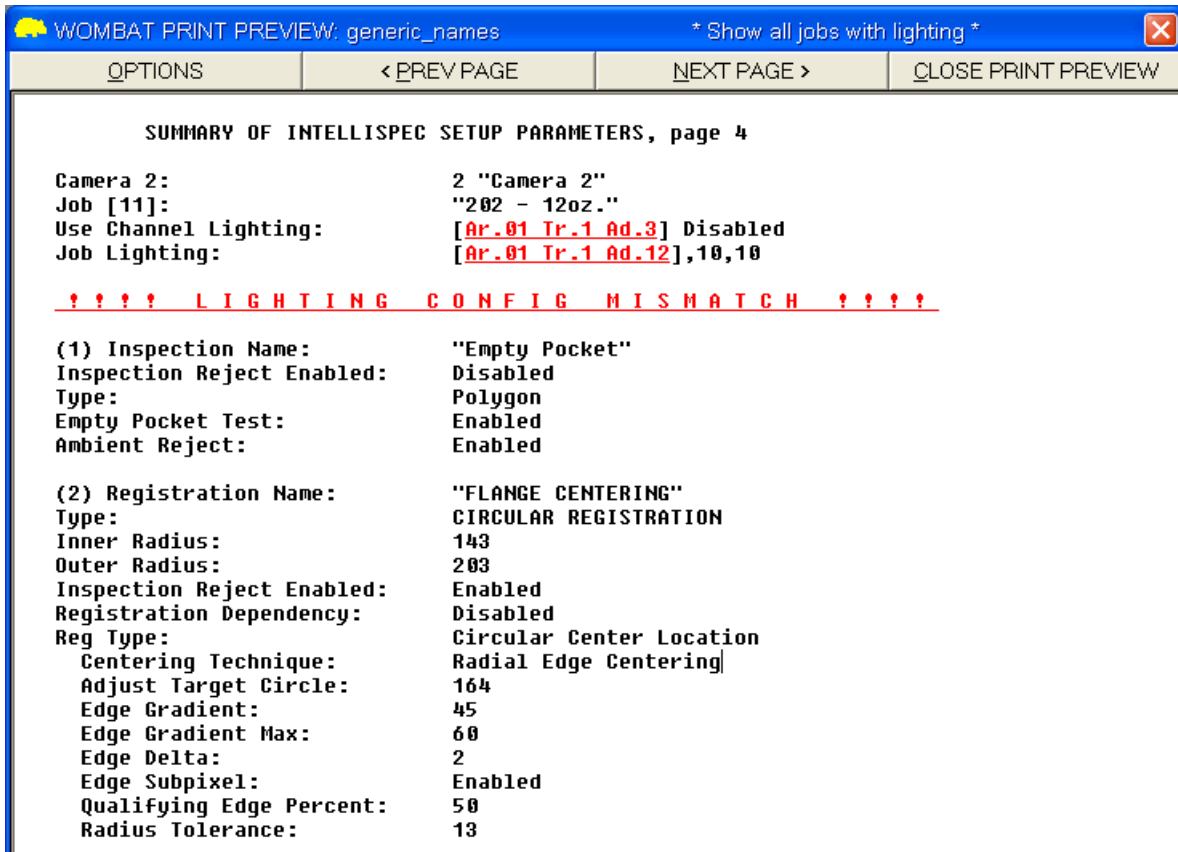 WOMBAT PRINT PREVIEW: generic_names * Show all jobs with lighting *
OPTIONS < PREV PAGE NEXT PAGE > CLOSE PRINT PREVIEW
SUMMARY OF INTELLISPEC SETUP PARAMETERS, page 4
Camera 2: 2 "Camera 2"
Job [11]: "202 - 12oz."
Use Channel Lighting: [Ar.01 Tr.1 Ad.3] Disabled
Job Lighting: [Ar.01 Tr.1 Ad.12],10,10
! ! ! ! L I G H T I N G C O N F I G M I S M A T C H ! ! ! !
(1) Inspection Name: "Empty Pocket"
Inspection Reject Enabled: Disabled
Type: Polygon
Empty Pocket Test: Enabled
Ambient Reject: Enabled
(2) Registration Name: "FLANGE CENTERING"
Type: CIRCULAR REGISTRATION
Inner Radius: 143
Outer Radius: 203
Inspection Reject Enabled: Enabled
Registration Dependency: Disabled
Reg Type: Circular Center Location
Centering Technique: Radial Edge Centering
Adjust Target Circle: 164
Edge Gradient: 45
Edge Gradient Max: 60
Edge Delta: 2
Edge Subpixel: Enabled
Qualifying Edge Percent: 50
Radius Tolerance: 13